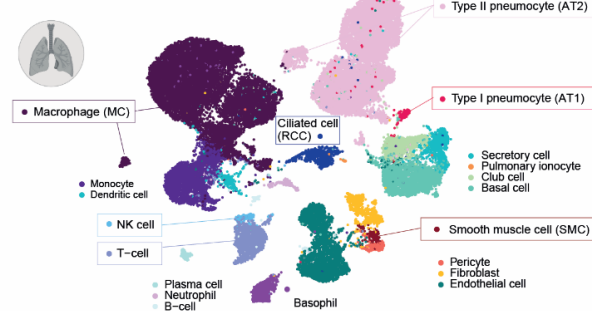 Type II pneumocyte (AT2)
Macrophage (MC)
Type I pneumocyte (AT1)
Ciliated cell
(RCC)
Secretory cell
Pulmonary ionocyte
Club cell
Basal cell
Monocyte
Dendritic cell
NK cell
T-cell
Smooth muscle cell (SMC)
Pericyte
Fibroblast
Endothelial cell
Plasma cell
Neutrophil
B-cell
Basophil